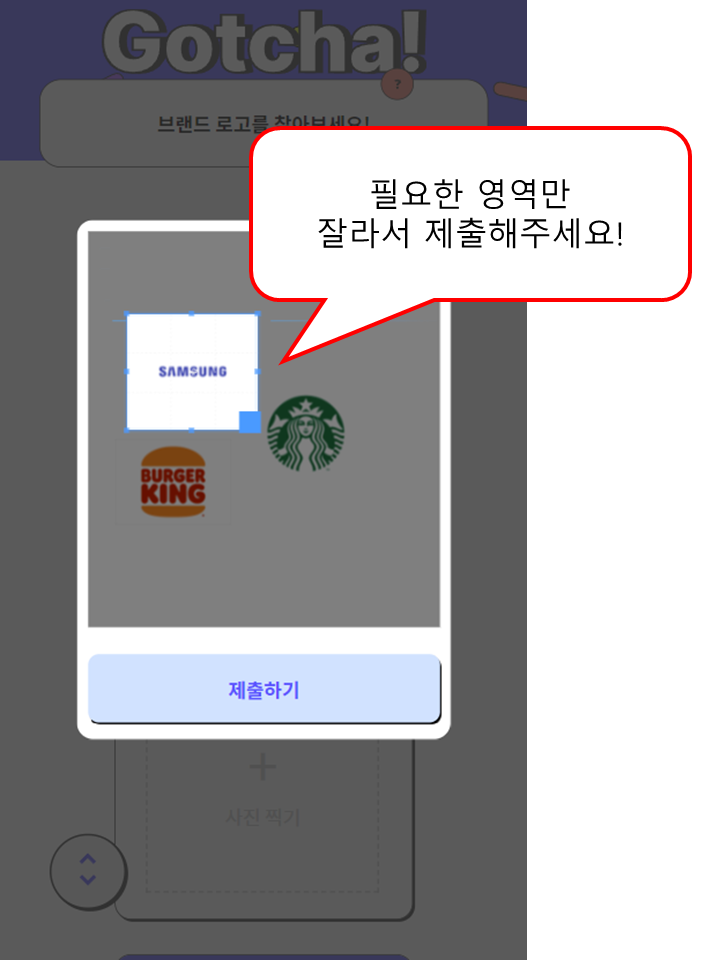 Gotcha!
?
브랜드 로고를 찾아보세요!
필요한 영역만
잘라서 제출해주세요!
SAMSUNG
BURGER
KING
제출하기
+
사진 찍기